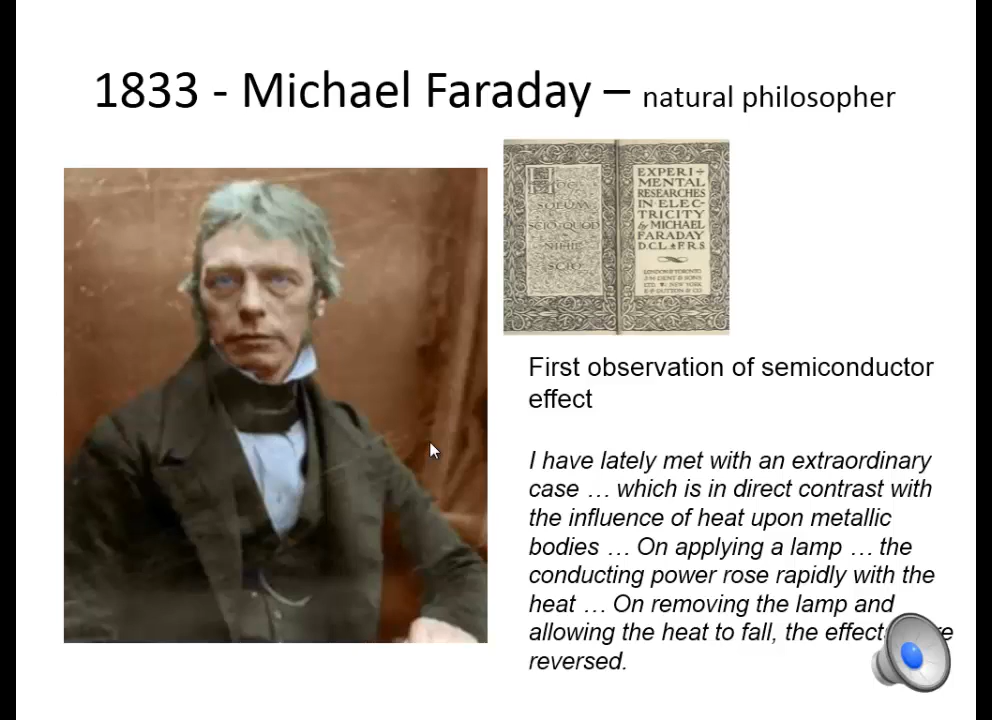 1833 - Michael Faraday – natural philosopher
EXPERI-
MENTAL
RESEARCHES
IN ELEC-
TRICITY
by MICHAEL
FARADAY
D.C.L & F.R.S
LONDON & TORONTO
J·M·DENT & SONS
LTD. NEW YORK
E·P·DUTTON & CO
First observation of semiconductor
effect
I have lately met with an extraordinary
case … which is in direct contrast with
the influence of heat upon metallic
bodies … On applying a lamp … the
conducting power rose rapidly with the
heat … On removing the lamp and
allowing the heat to fall, the
reversed.